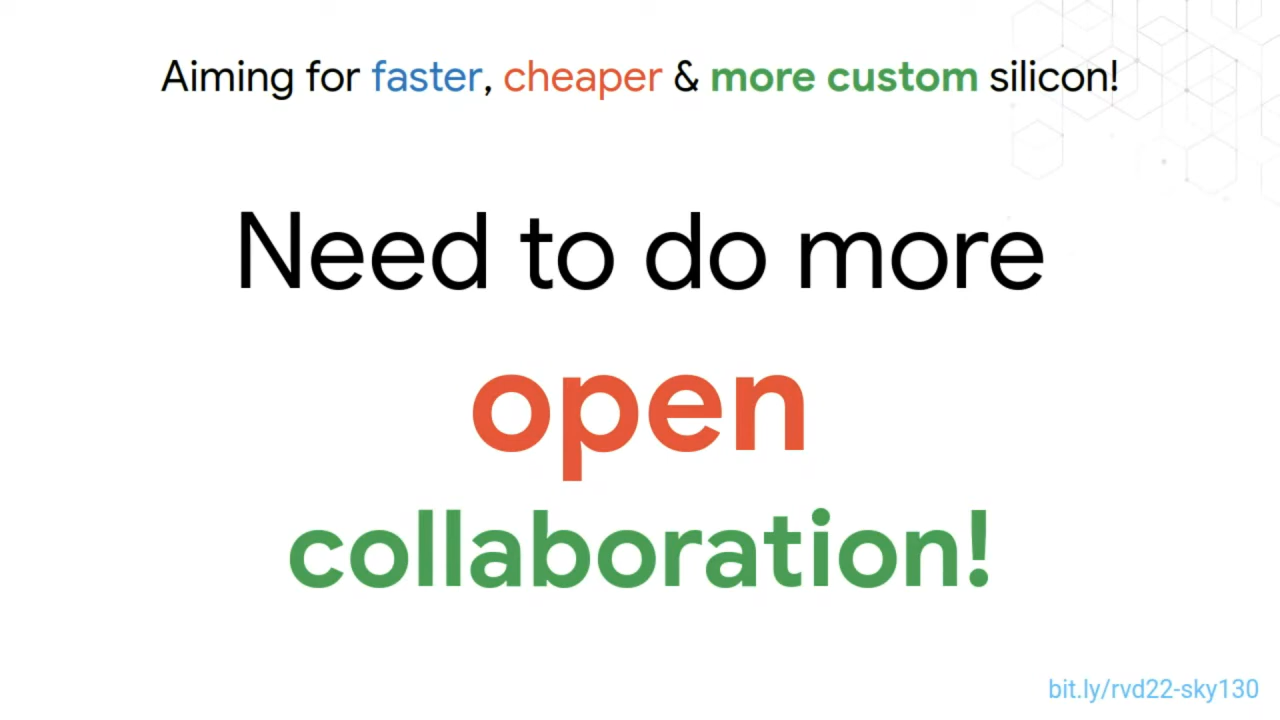 Aiming for faster, cheaper & more custom silicon!
Need to do more
open
collaboration!
bit.ly/rvd22-sky130